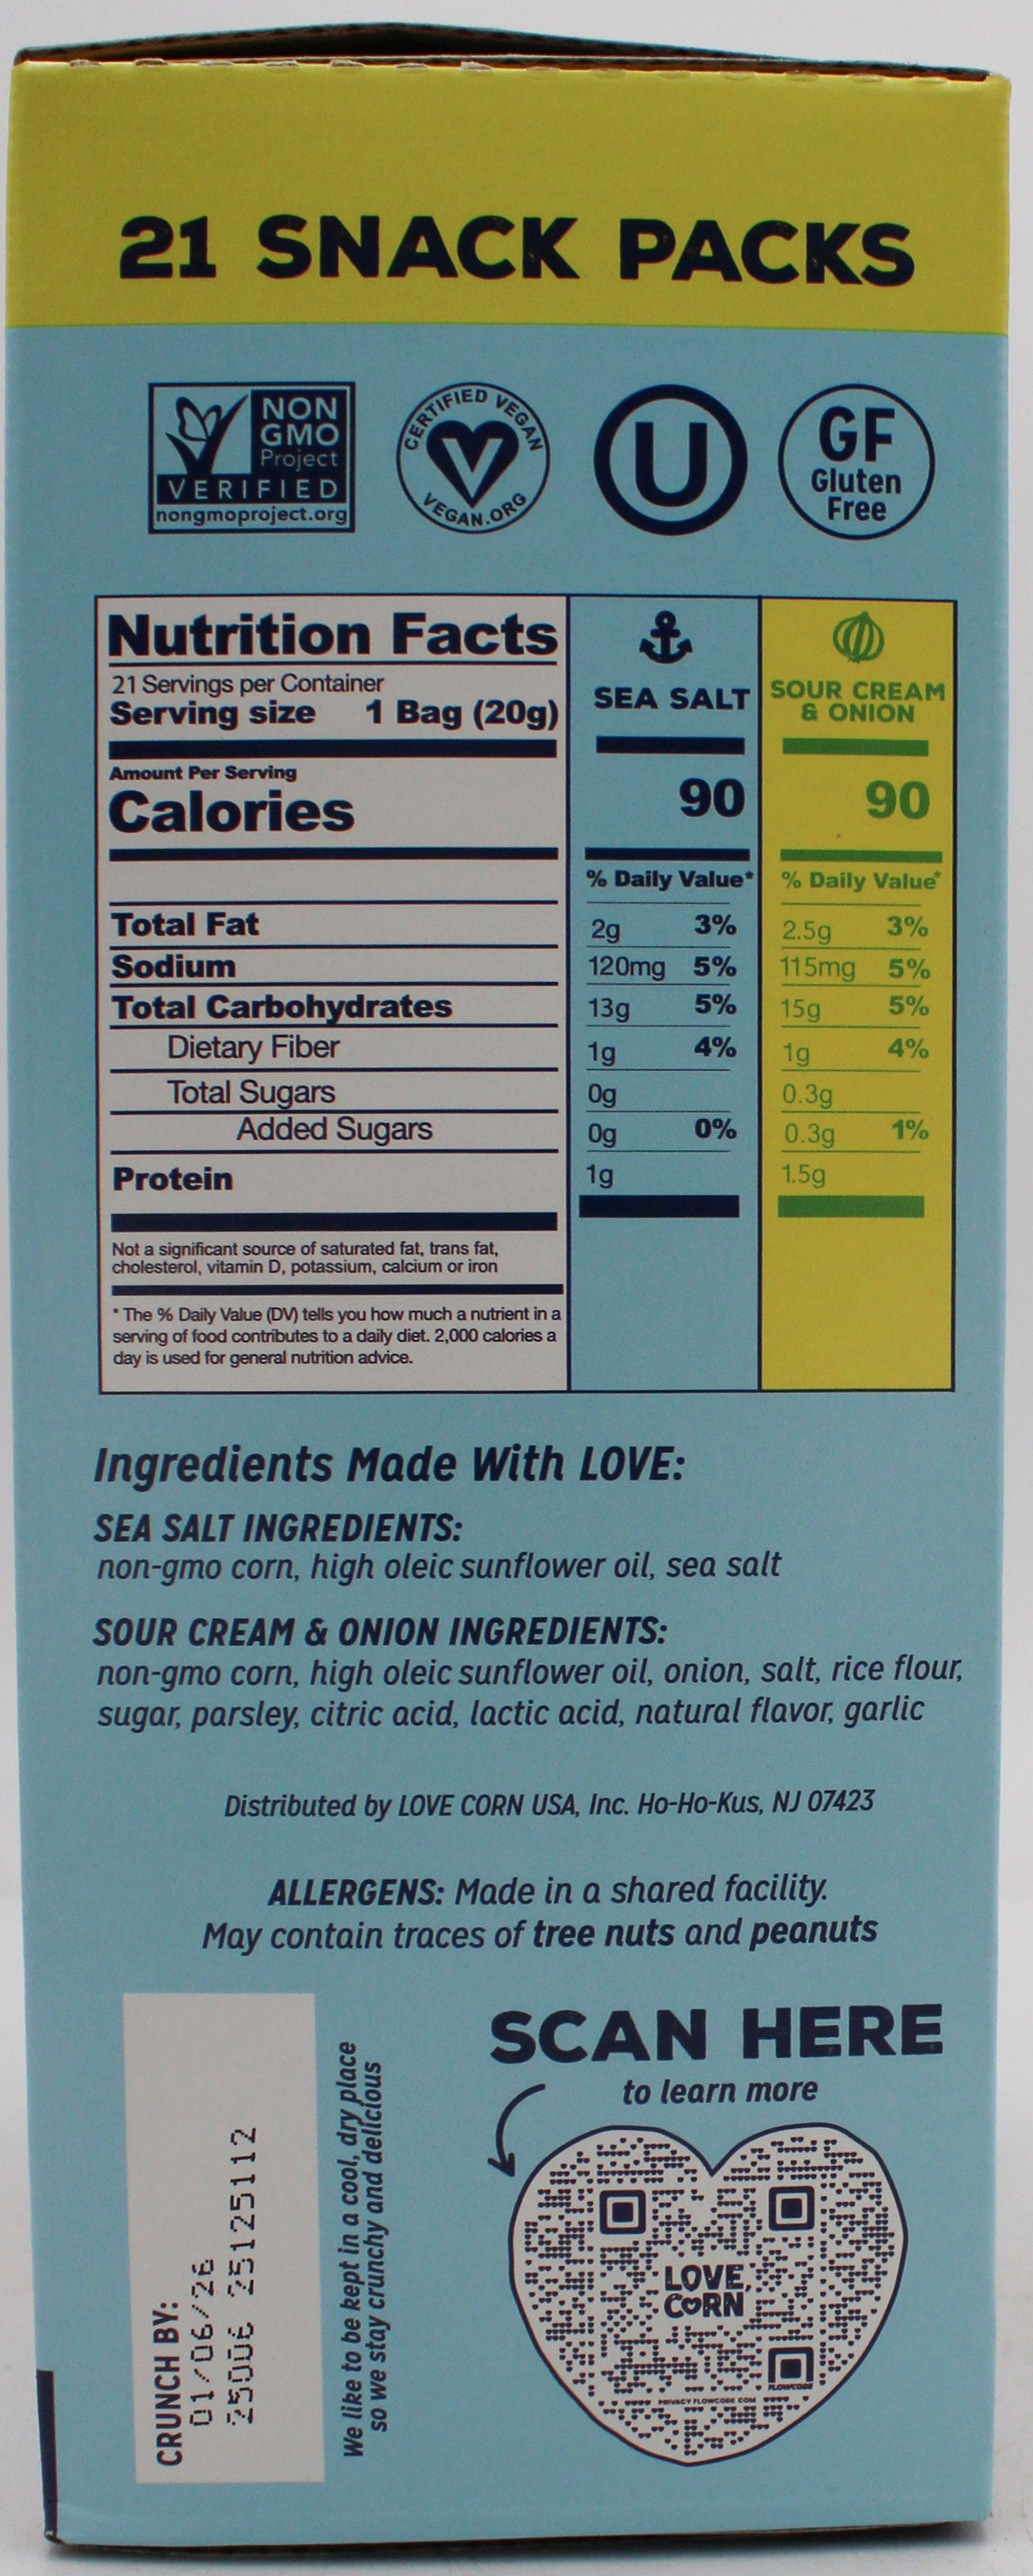 21 SNACK PACKS
NON
GMO
Project
VERIFIED
nongmoproject.org
CERTIFIED VEGAN
VEGAN.ORG
U
GF
Gluten
Free
Nutrition Facts
21 Servings per Container
Serving size 1 Bag (20g)
SEA SALT
SOUR CREAM
& ONION
Amount Per Serving
Calories 90 90
% Daily Value* % Daily Value*
Total Fat 2g 3% 2.5g 3%
Sodium 120mg 5% 115mg 5%
Total Carbohydrates 13g 5% 15g 5%
Dietary Fiber 1g 4% 1g 4%
Total Sugars 0g 0.3g
Added Sugars 0g 0% 0.3g 1%
Protein 1g 1.5g
Not a significant source of saturated fat, trans fat,
cholesterol, vitamin D, potassium, calcium or iron
* The % Daily Value (DV) tells you how much a nutrient in a
serving of food contributes to a daily diet. 2,000 calories a
day is used for general nutrition advice.
Ingredients Made With LOVE:
SEA SALT INGREDIENTS:
non-gmo corn, high oleic sunflower oil, sea salt
SOUR CREAM & ONION INGREDIENTS:
non-gmo corn, high oleic sunflower oil, onion, salt, rice flour,
sugar, parsley, citric acid, lactic acid, natural flavor, garlic
Distributed by LOVE CORN USA, Inc. Ho-Ho-Kus, NJ 07423
ALLERGENS: Made in a shared facility.
May contain traces of tree nuts and peanuts
CRUNCH BY:
01/06/26
25006 25125112
We like to be kept in a cool, dry place
so we stay crunchy and delicious
SCAN HERE
to learn more
LOVE,
CORN
FLOWCODE
PRIVACY.FLOWCODE.COM